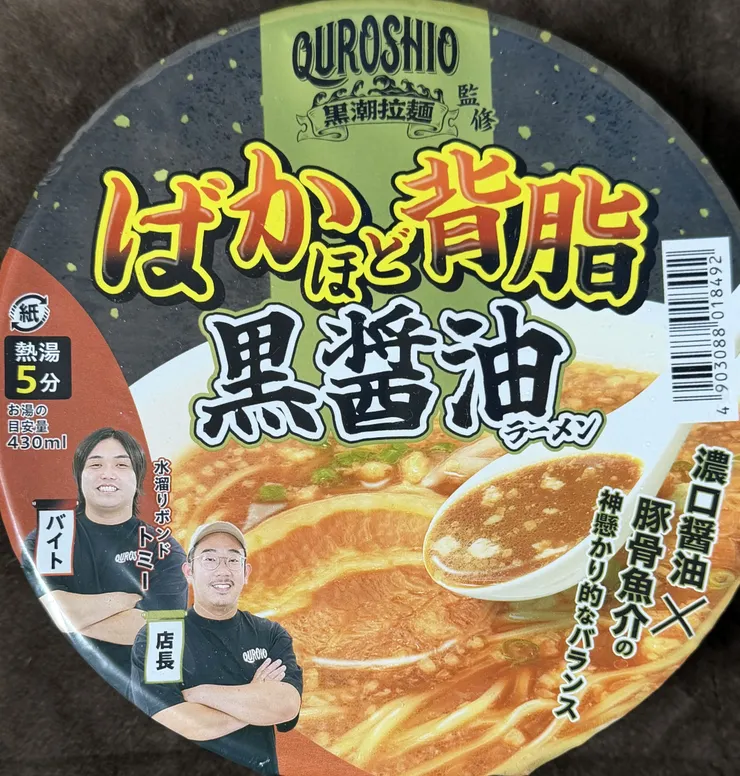 QUROSHIO
黒潮拉麺
監修
ばかほど背脂
黒醤油
ラーメン
紙
熱湯
5分
お湯の
目安量
430ml
4903088018492
濃口醤油×
豚骨魚介の
神懸かり的なバランス
水溜りボンド
トミー
バイト
QUROS
店長
QUROSHIO